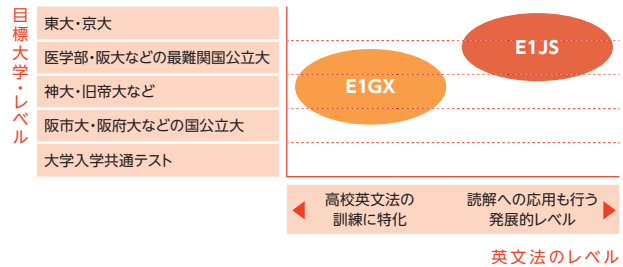 目標大学・レベル
東大・京大
医学部・阪大などの最難関国公立大
神大・旧帝大など
阪市大・阪府大などの国公立大
大学入学共通テスト
E1JS
E1GX
高校英文法の
訓練に特化
読解への応用も行う
発展的レベル
英文法のレベル